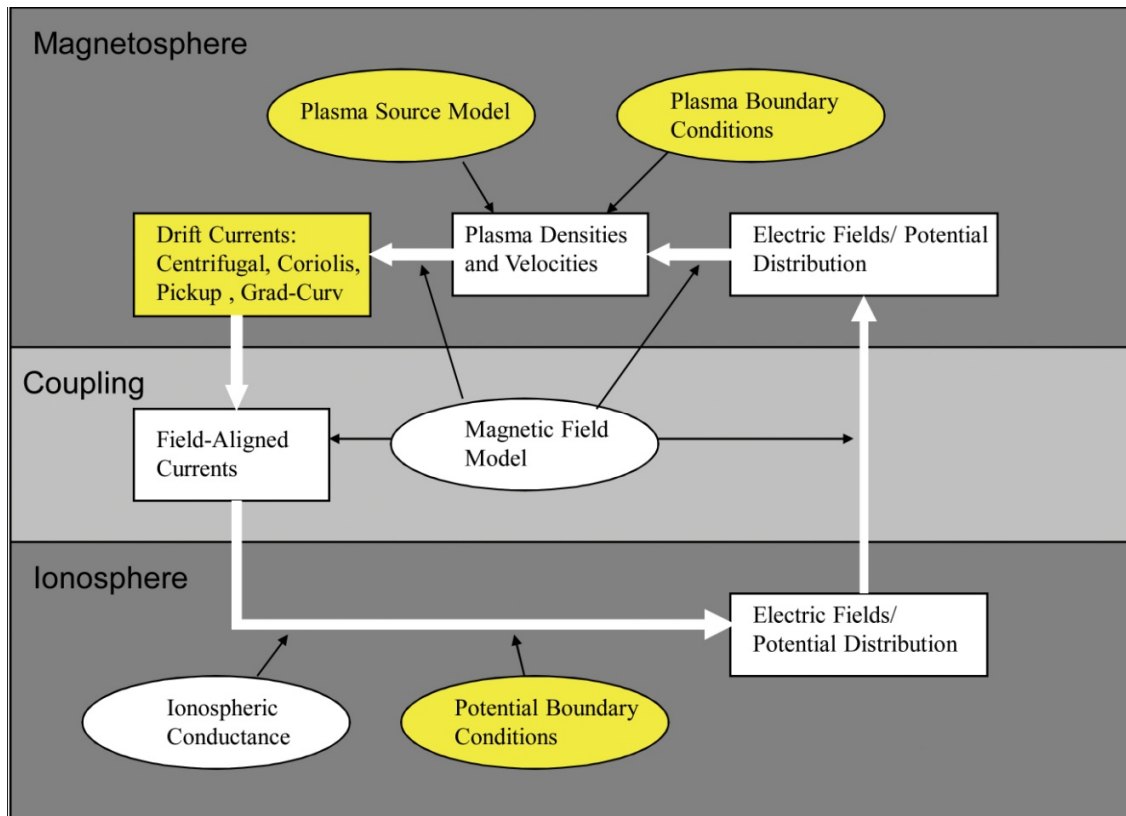 Magnetosphere
Plasma Source Model
Plasma Boundary
Conditions
Drift Currents:
Centrifugal, Coriolis,
Pickup , Grad-Curv
Plasma Densities
and Velocities
Electric Fields/ Potential
Distribution
Coupling
Field-Aligned
Currents
Magnetic Field
Model
Ionosphere
Electric Fields/
Potential Distribution
Ionospheric
Conductance
Potential Boundary
Conditions